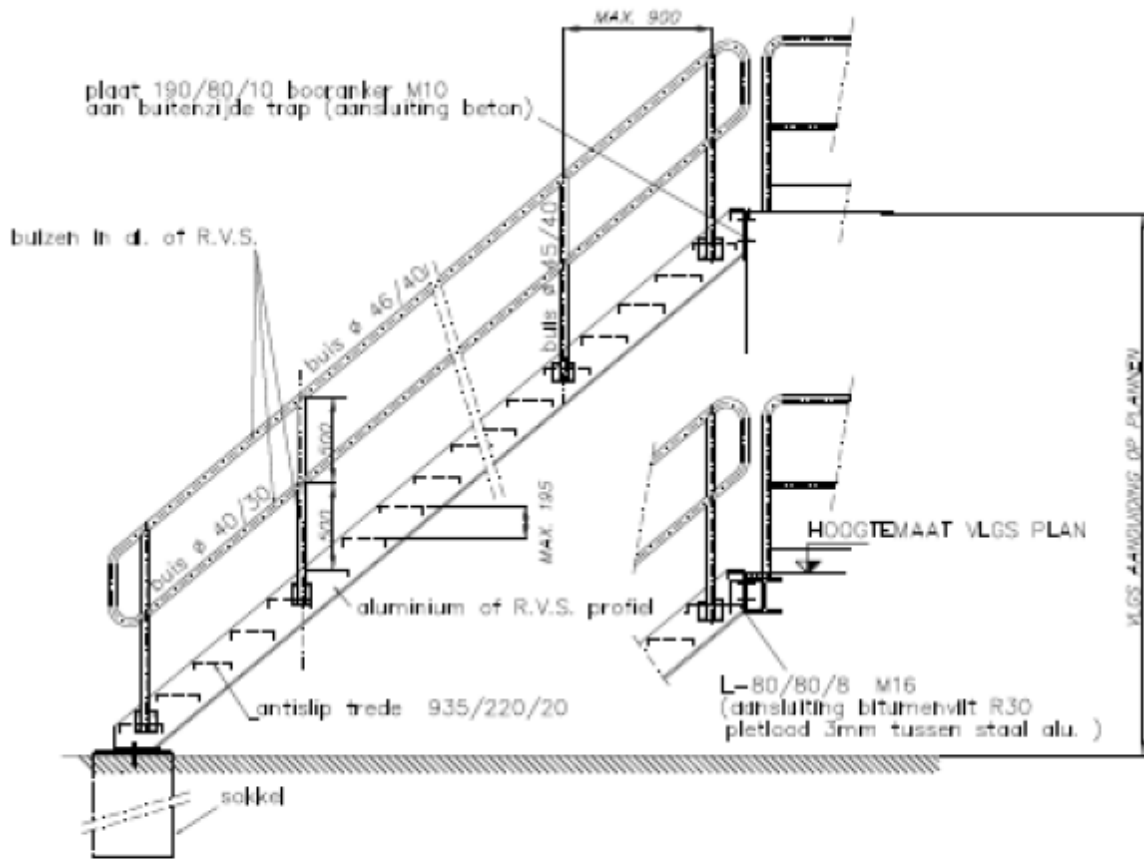 MAX. 900
plaat 190/80/10 booranker M10
aan buitenzijde trap (aansluiting beton)
buizen in al. of R.V.S.
buis ø 46/40
buis ø 45/40
buis ø 40/30
500
500
MAX. 195
HOOGTEMAAT VLGS PLAN
VLGS AANDUIDING OP PLANNEN
aluminium of R.V.S. profiel
antislip trede 935/220/20
L-80/80/8 M16
(aansluiting bitumenvilt R30
pletlood 3mm tussen staal alu. )
sokkel